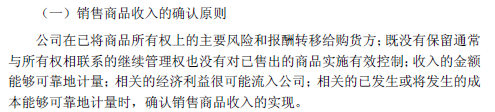 （一）销售商品收入的确认原则
公司在已将商品所有权上的主要风险和报酬转移给购货方；既没有保留通常
与所有权相联系的继续管理权也没有对已售出的商品实施有效控制；收入的金额
能够可靠地计量；相关的经济利益很可能流入公司；相关的已发生或将发生的成
本能够可靠地计量时，确认销售商品收入的实现。